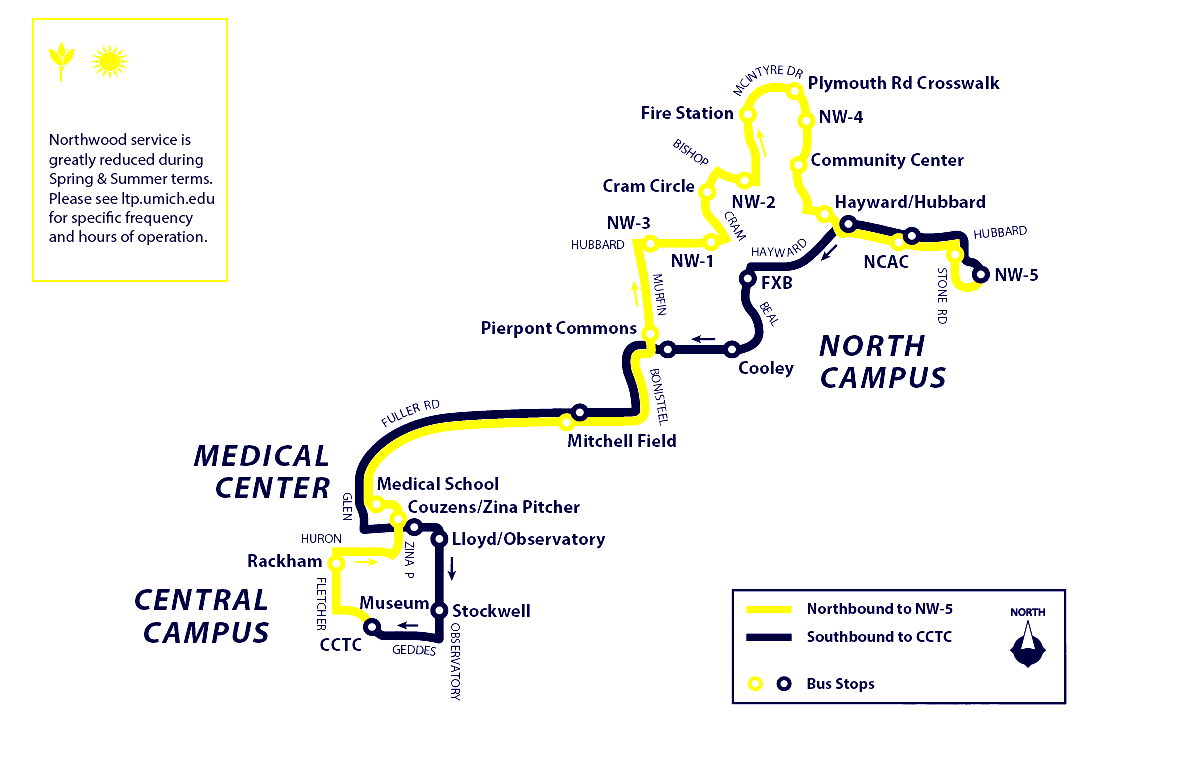 Northwood service is
greatly reduced during
Spring & Summer terms.
Please see ltp.umich.edu
for specific frequency
and hours of operation.
MCINTYRE DR
Plymouth Rd Crosswalk
Fire Station
NW-4
BISHOP
Community Center
Cram Circle
NW-2
Hayward/Hubbard
NW-3
CRAM
HUBBARD
HUBBARD
NW-1
HAYWARD
NCAC
FXB
STONE RD
NW-5
MURFIN
BEAL
Pierpont Commons
NORTH
CAMPUS
Cooley
BONISTEEL
FULLER RD
Mitchell Field
MEDICAL
CENTER
Medical School
GLEN
Couzens/Zina Pitcher
HURON
Lloyd/Observatory
ZINA P
Rackham
FLETCHER
CENTRAL
CAMPUS
Museum
Stockwell
CCTC
GEDDES
OBSERVATORY
Northbound to NW-5
NORTH
Southbound to CCTC
Bus Stops